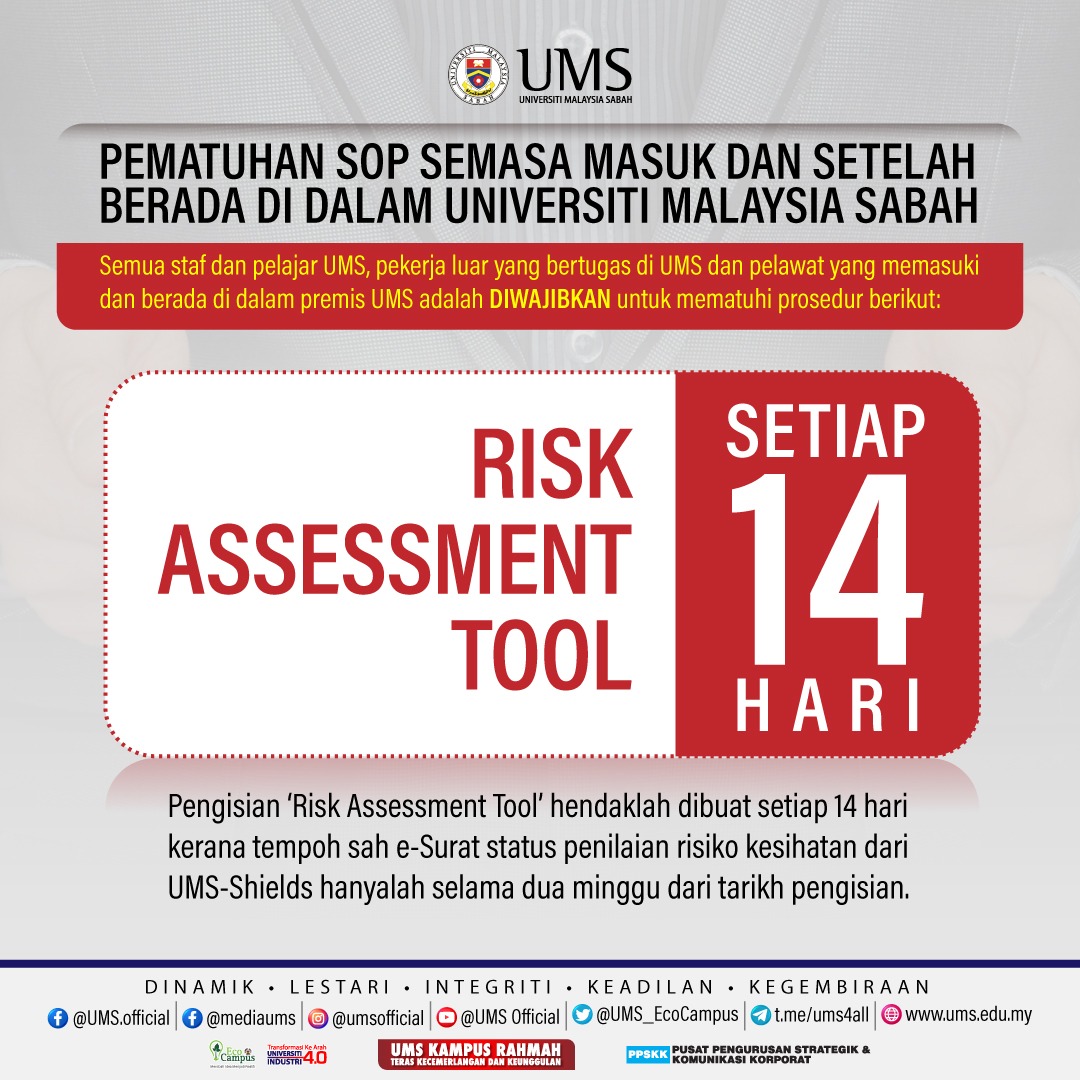 UNIVERSITI MALAYSIA
SABAH
UMS
UNIVERSITI MALAYSIA SABAH
PEMATUHAN SOP SEMASA MASUK DAN SETELAH
BERADA DI DALAM UNIVERSITI MALAYSIA SABAH
Semua staf dan pelajar UMS, pekerja luar yang bertugas di UMS dan pelawat yang memasuki
dan berada di dalam premis UMS adalah DIWAJIBKAN untuk mematuhi prosedur berikut:
RISK
ASSESSMENT
TOOL
SETIAP
14
HARI
Pengisian ‘Risk Assessment Tool’ hendaklah dibuat setiap 14 hari
kerana tempoh sah e-Surat status penilaian risiko kesihatan dari
UMS-Shields hanyalah selama dua minggu dari tarikh pengisian.
DINAMIK • LESTARI • INTEGRITI • KEADILAN • KEGEMBIRAAN
@UMS.official | @mediaums | @umsofficial | @UMS Official | @UMS_EcoCampus | t.me/ums4all | www.ums.edu.my
Eco
Campus
Transformasi Ke Arah
UNIVERSITI
INDUSTRI 4.0
UMS KAMPUS RAHMAH
TERAS KECEMERLANGAN DAN KEUNGGULAN
PPSKK PUSAT PENGURUSAN STRATEGIK &
KOMUNIKASI KORPORAT